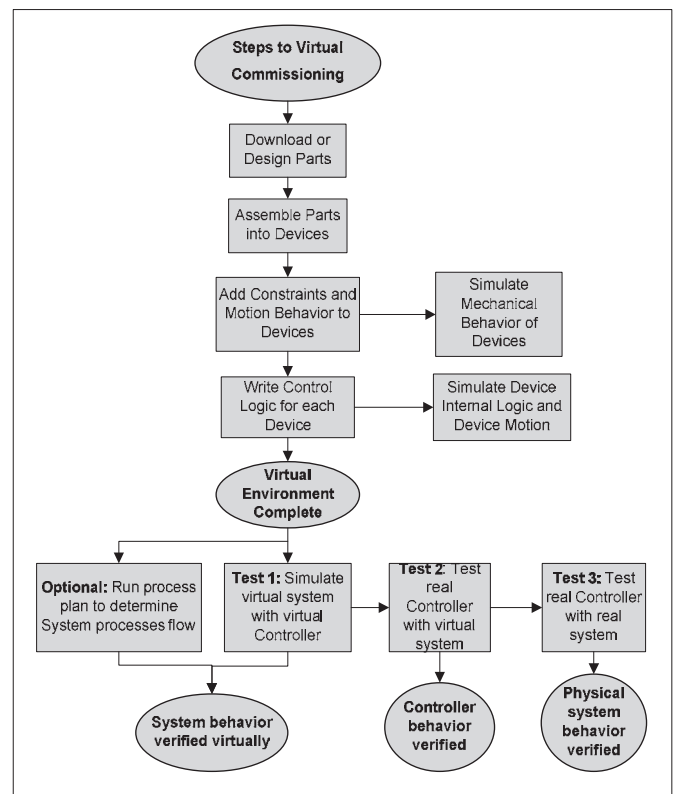 Steps to Virtual
Commissioning
Download or
Design Parts
Assemble Parts
into Devices
Add Constraints and
Motion Behavior to
Devices
Simulate
Mechanical
Behavior of
Devices
Write Control
Logic for each
Device
Simulate Device
Internal Logic and
Device Motion
Virtual
Environment
Complete
Optional: Run process
plan to determine
System processes flow
Test 1: Simulate
virtual system
with virtual
Controller
Test 2: Test
real
Controller
with virtual
system
Test 3: Test
real Controller
with real
system
System behavior
verified virtually
Controller
behavior
verified
Physical
system
behavior
verified